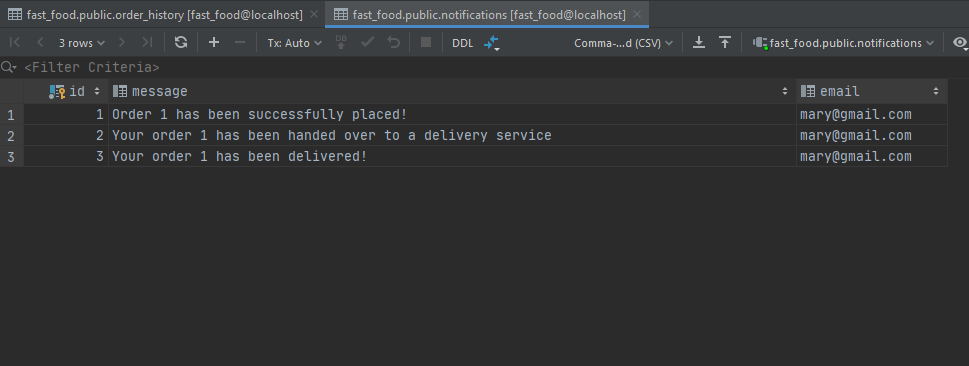 fast_food.public.order_history [fast_food@localhost] fast_food.public.notifications [fast_food@localhost]
3 rows Tx: Auto DB DDL Comma-...d (CSV) fast_food.public.notifications
<Filter Criteria>
id message email
1 1 Order 1 has been successfully placed! mary@gmail.com
2 2 Your order 1 has been handed over to a delivery service mary@gmail.com
3 3 Your order 1 has been delivered! mary@gmail.com